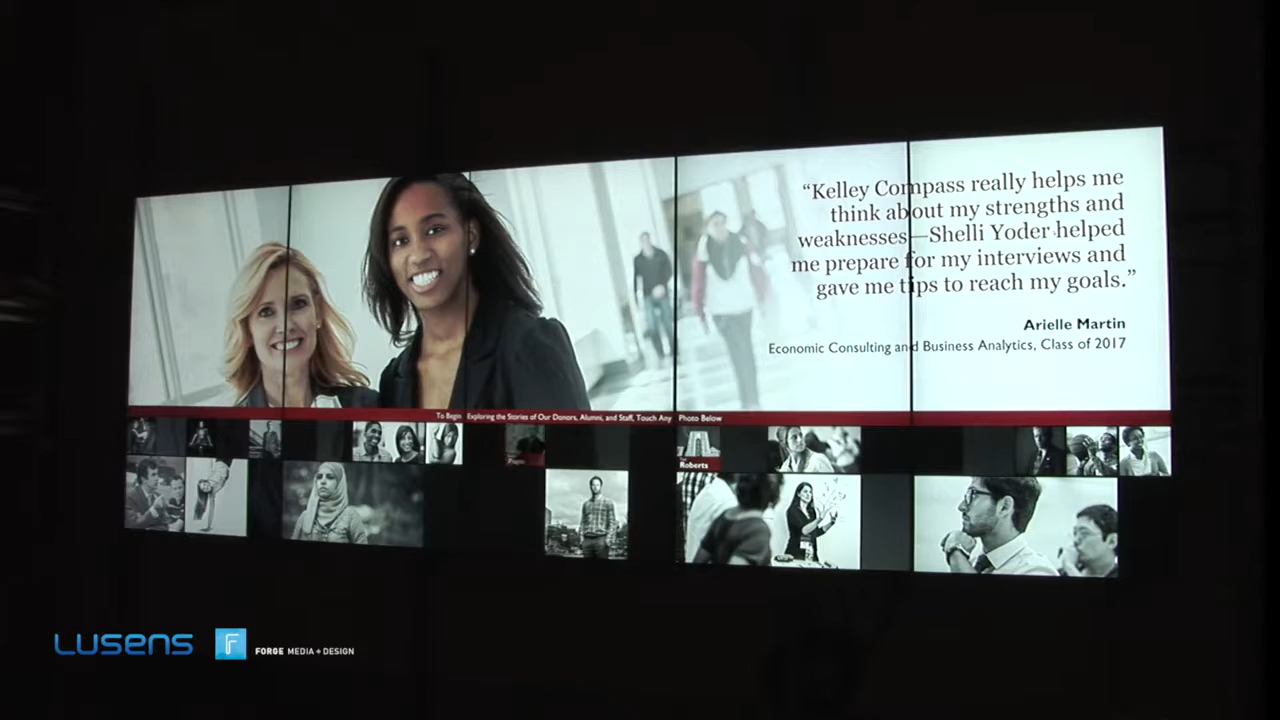 “Kelley Compass really helps me
think about my strengths and
weaknesses—Shelli Yoder helped
me prepare for my interviews and
gave me tips to reach my goals.”
Arielle Martin
Economic Consulting and Business Analytics, Class of 2017
To Begin Exploring the Stories of Our Donors, Alumni, and Staff, Touch Any Photo Below
Roberts
LUSENS
F
FORGE MEDIA + DESIGN